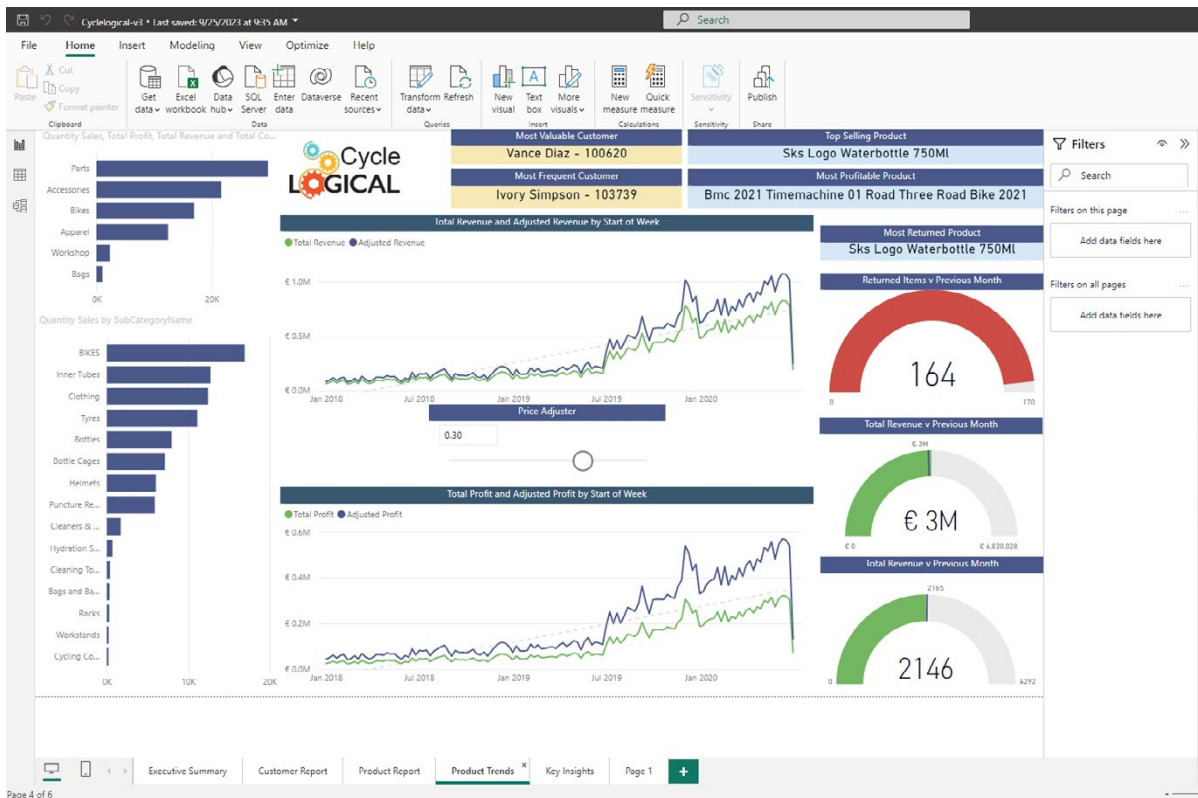 Cyclelogical-v3 • Last saved: 9/25/2023 at 9:35 AM
Search
File Home Insert Modeling View Optimize Help
Paste
Cut
Copy
Format painter
Clipboard
Get data
Excel workbook
Data hub
SQL Server
Enter data
Dataverse
Recent sources
Data
Transform data
Refresh
Queries
New visual
Text box
More visuals
Insert
New measure
Quick measure
Calculations
Sensitivity
Sensitivity
Publish
Share
Quantity Sales, Total Profit, Total Revenue and Total Co...
Parts
Accessories
Bikes
Apparel
Workshop
Bags
0K 20K
Quantity Sales by SubCategoryName
BIKES
Inner Tubes
Clothing
Tyres
Bottles
Bottle Cages
Helmets
Puncture Re...
Cleaners & ...
Hydration S...
Cleaning To...
Bags and Ba...
Racks
Workstands
Cycling Co...
0K 10K 20K
Cycle
LOGICAL
Most Valuable Customer
Vance Diaz - 100620
Most Frequent Customer
Ivory Simpson - 103739
Top Selling Product
Sks Logo Waterbottle 750Ml
Most Profitable Product
Bmc 2021 Timemachine 01 Road Three Road Bike 2021
Total Revenue and Adjusted Revenue by Start of Week
Total Revenue Adjusted Revenue
€ 1.0M
€ 0.5M
€ 0.0M
Jan 2018 Jul 2018 Jan 2019 Jul 2019 Jan 2020
Price Adjuster
0.30
Total Profit and Adjusted Profit by Start of Week
Total Profit Adjusted Profit
€ 0.6M
€ 0.4M
€ 0.2M
€ 0.0M
Jan 2018 Jul 2018 Jan 2019 Jul 2019 Jan 2020
Most Returned Product
Sks Logo Waterbottle 750Ml
Returned Items v Previous Month
164
0 170
Total Revenue v Previous Month
€ 3M
€ 3M
€ 0 € 6,820,028
Total Revenue v Previous Month
2165
2146
0 4292
Filters
Search
Filters on this page
Add data fields here
Filters on all pages
Add data fields here
Executive Summary Customer Report Product Report Product Trends Key Insights Page 1
Page 4 of 6